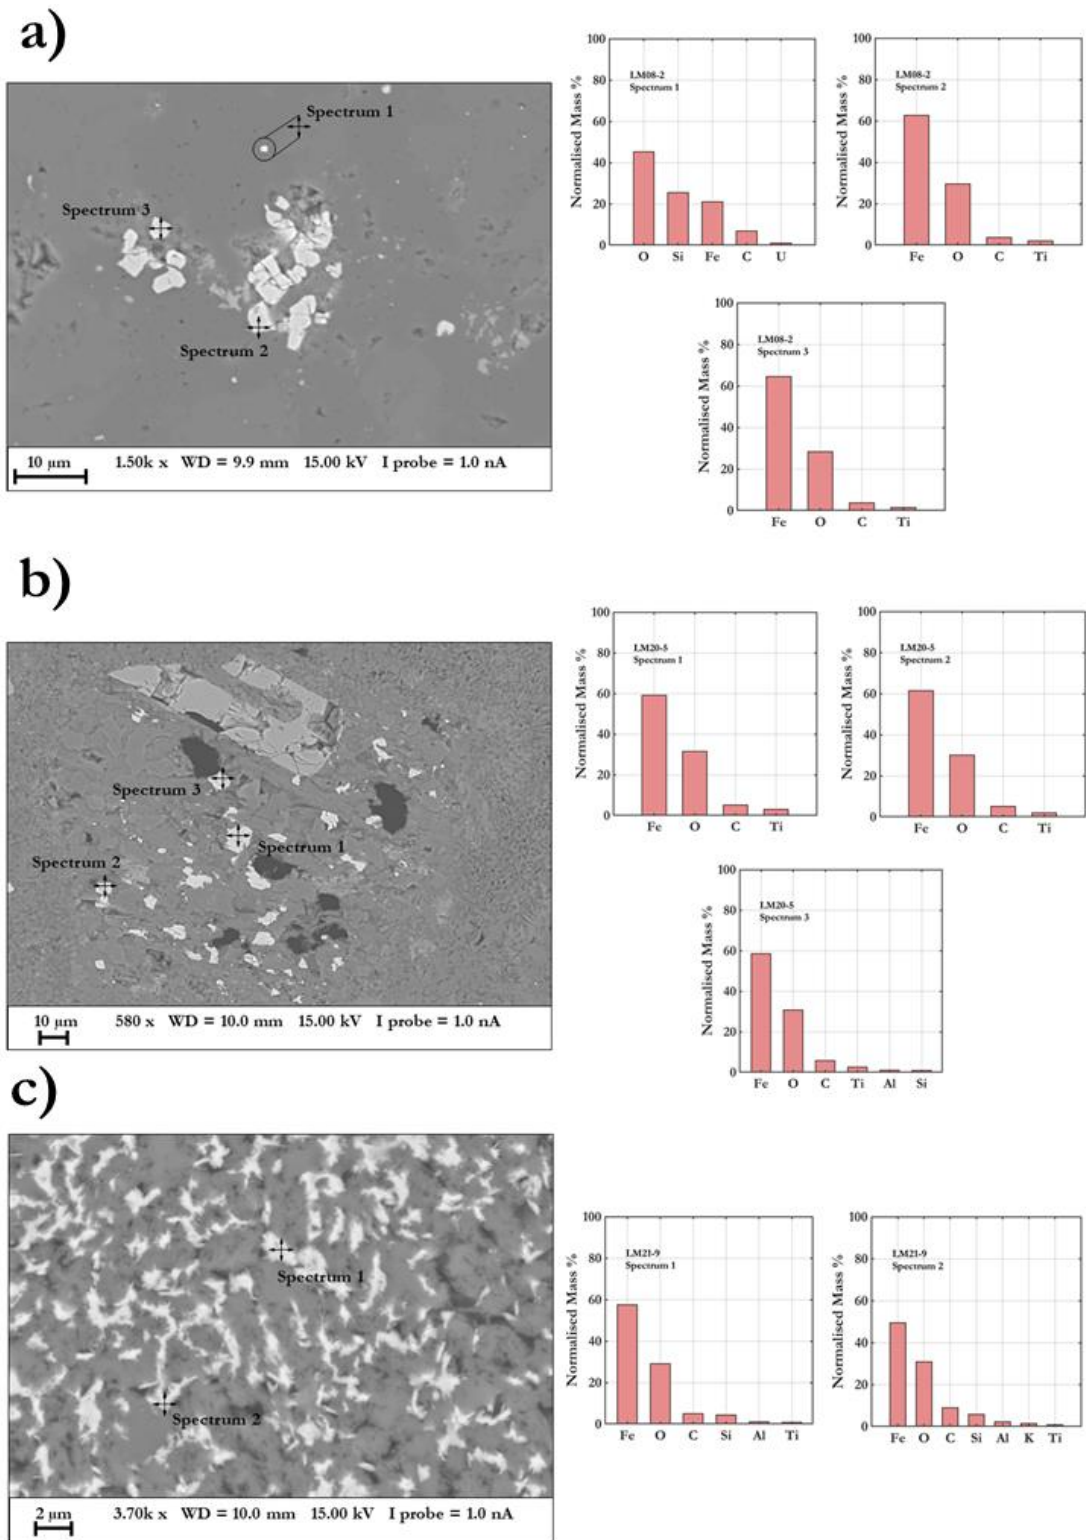 a)
Spectrum 1
Spectrum 3
Spectrum 2
10 µm 1.50k x WD = 9.9 mm 15.00 kV I probe = 1.0 nA
Normalised Mass %
100
80
60
40
20
0
LM08-2
Spectrum 1
O Si Fe C U
Normalised Mass %
100
80
60
40
20
0
LM08-2
Spectrum 2
Fe O C Ti
Normalised Mass %
100
80
60
40
20
0
LM08-2
Spectrum 3
Fe O C Ti
b)
Spectrum 3
Spectrum 1
Spectrum 2
10 µm 580 x WD = 10.0 mm 15.00 kV I probe = 1.0 nA
Normalised Mass %
100
80
60
40
20
0
LM20-5
Spectrum 1
Fe O C Ti
Normalised Mass %
100
80
60
40
20
0
LM20-5
Spectrum 2
Fe O C Ti
Normalised Mass %
100
80
60
40
20
0
LM20-5
Spectrum 3
Fe O C Ti Al Si
c)
Spectrum 1
Spectrum 2
2 µm 3.70k x WD = 10.0 mm 15.00 kV I probe = 1.0 nA
Normalised Mass %
100
80
60
40
20
0
LM21-9
Spectrum 1
Fe O C Si Al Ti
Normalised Mass %
100
80
60
40
20
0
LM21-9
Spectrum 2
Fe O C Si Al K Ti